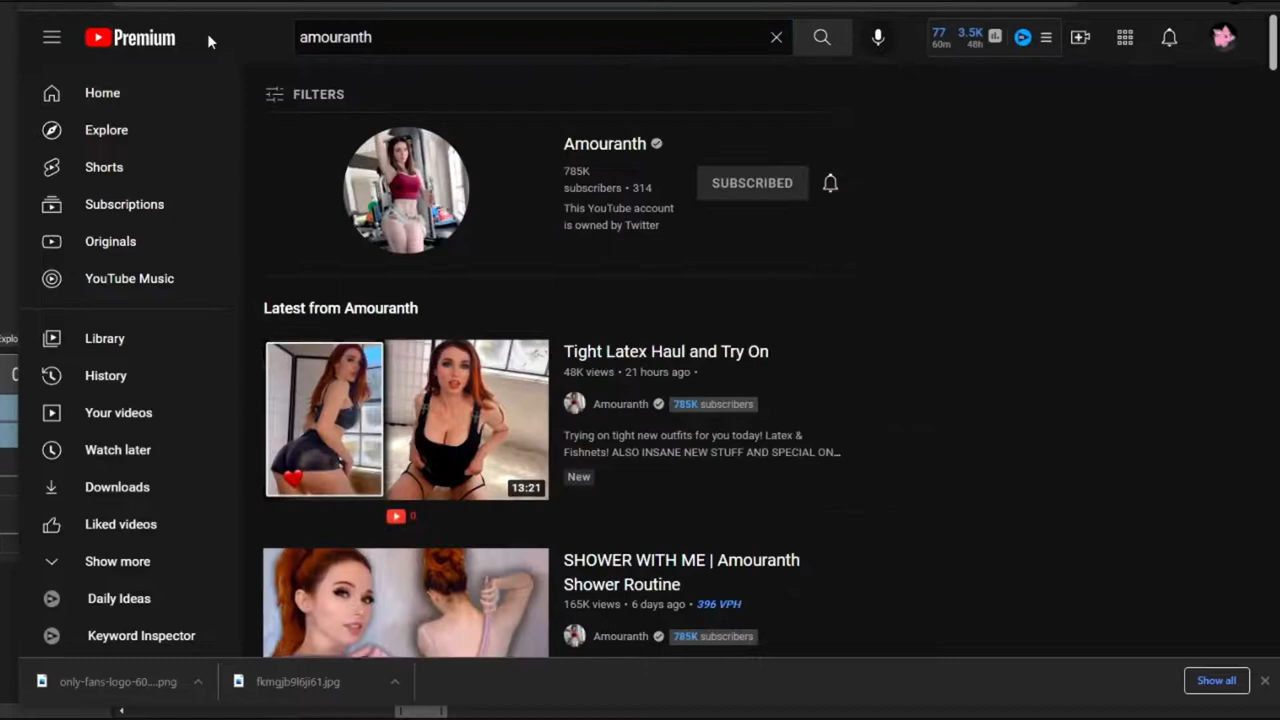 Premium
amouranth
77
60m
3.5K
48h
Home
Explore
Shorts
Subscriptions
Originals
YouTube Music
Library
History
Your videos
Watch later
Downloads
Liked videos
Show more
Daily Ideas
Keyword Inspector
FILTERS
Amouranth
785K
subscribers • 314
This YouTube account
is owned by Twitter
SUBSCRIBED
Latest from Amouranth
13:21
0
Tight Latex Haul and Try On
48K views • 21 hours ago •
Amouranth 785K subscribers
Trying on tight new outfits for you today! Latex &
Fishnets! ALSO INSANE NEW STUFF AND SPECIAL ON...
New
SHOWER WITH ME | Amouranth
Shower Routine
165K views • 6 days ago • 396 VPH
Amouranth 785K subscribers
only-fans-logo-60....png
fkmgjb9l6ji61.jpg
Show all